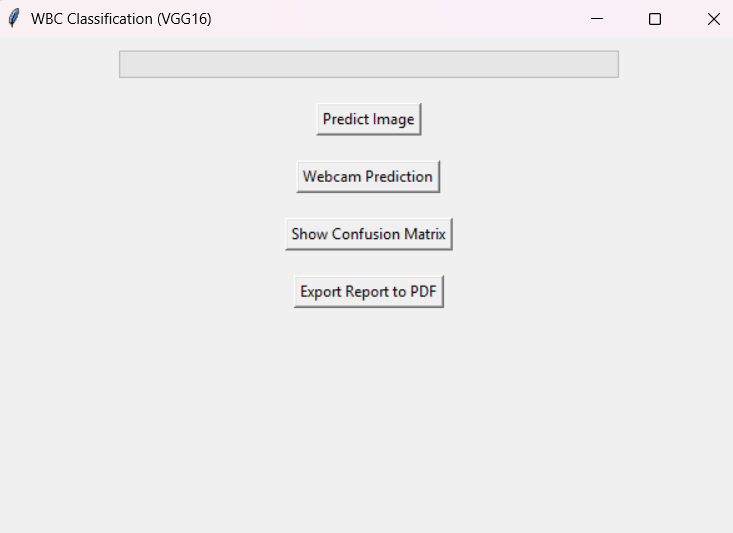 WBC Classification (VGG16)
Predict Image
Webcam Prediction
Show Confusion Matrix
Export Report to PDF